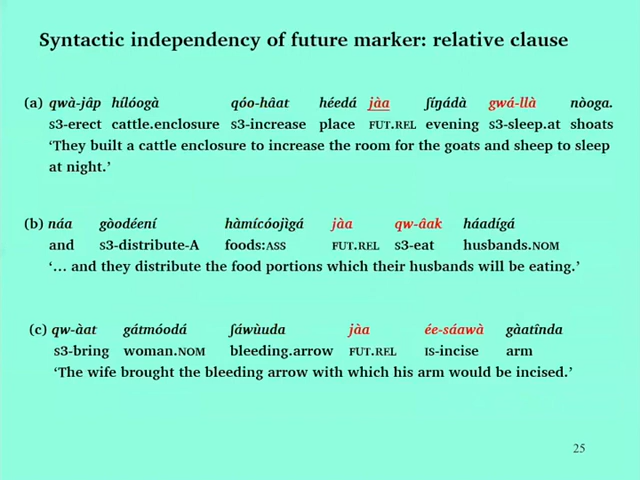 Syntactic independency of future marker: relative clause
(a) qwà-jâp hílóogà qóo-hâat héedá jàa ʃíŋádà gwá-llà nòoga.
S3-erect cattle.enclosure S3-increase place FUT.REL evening S3-sleep.at shoats
‘They built a cattle enclosure to increase the room for the goats and sheep to sleep
at night.’
(b) náa gòodéení hàmícóojìgá jàa qw-âak háadígá
and S3-distribute-A foods:ASS FUT.REL S3-eat husbands.NOM
‘… and they distribute the food portions which their husbands will be eating.’
(c) qw-àat gátmóodá ʃáwùuda jàa ée-sáawà gàatînda
S3-bring woman.NOM bleeding.arrow FUT.REL IS-incise arm
‘The wife brought the bleeding arrow with which his arm would be incised.’
25